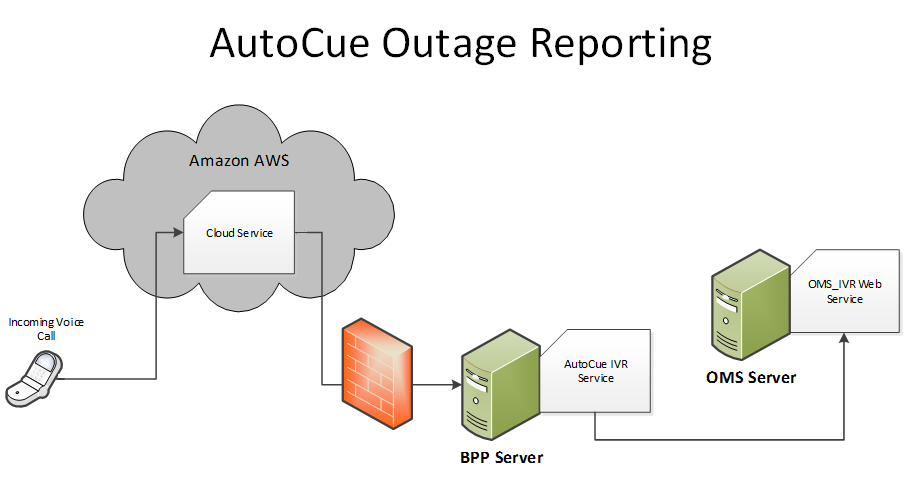 AutoCue Outage Reporting
Amazon AWS
Cloud Service
Incoming Voice
Call
AutoCue IVR
Service
BPP Server
OMS_IVR Web
Service
OMS Server